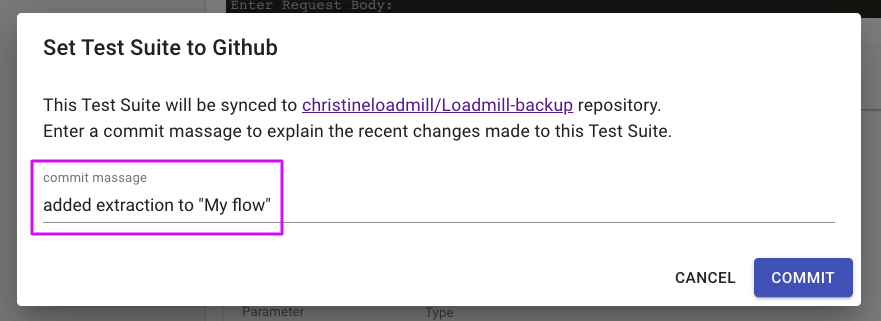 Enter Request Body:
Set Test Suite to Github
This Test Suite will be synced to christineloadmill/Loadmill-backup repository.
Enter a commit massage to explain the recent changes made to this Test Suite.
commit massage
added extraction to "My flow"
CANCEL COMMIT
Parameter Type